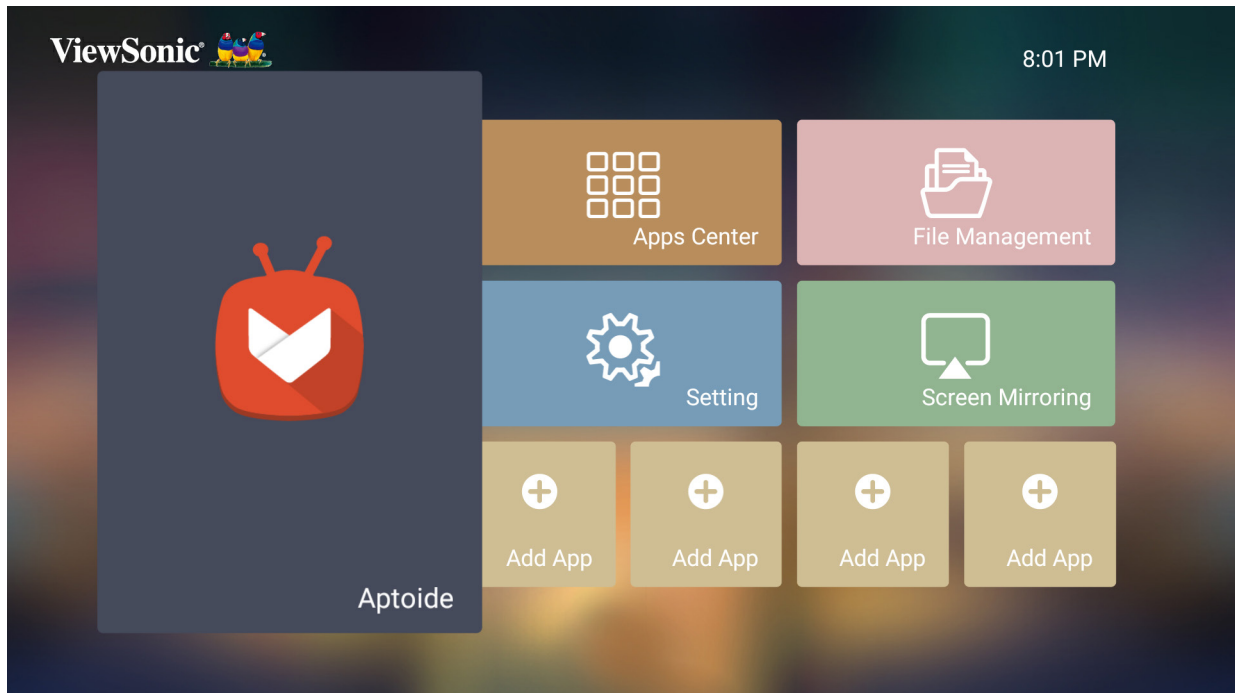 ViewSonic®
8:01 PM
Apps Center
File Management
Setting
Screen Mirroring
Add App
Add App
Add App
Add App
Aptoide